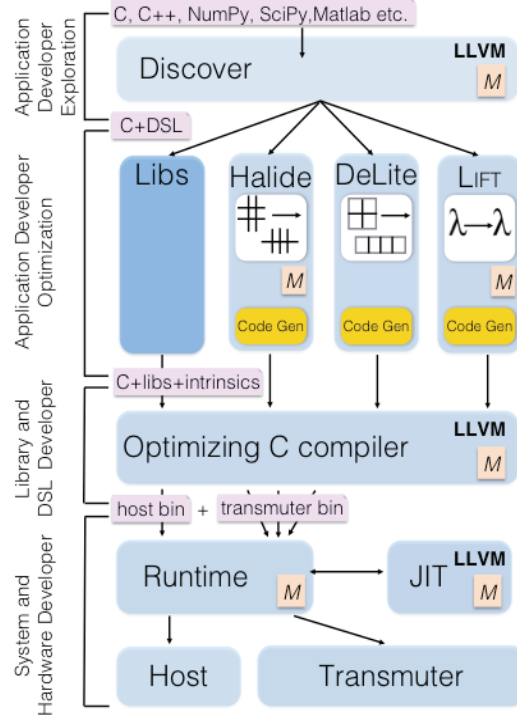 C, C++, NumPy, SciPy,Matlab etc.
Application
Developer
Exploration
Discover
LLVM
M
C+DSL
Application Developer
Optimization
Libs
Halide
DeLite
LIFT
λ→λ
M
M
Code Gen
Code Gen
Code Gen
C+libs+intrinsics
Library and
DSL Developer
Optimizing C compiler
LLVM
M
host bin + transmuter bin
System and
Hardware Developer
Runtime
M
JIT
LLVM
M
Host
Transmuter